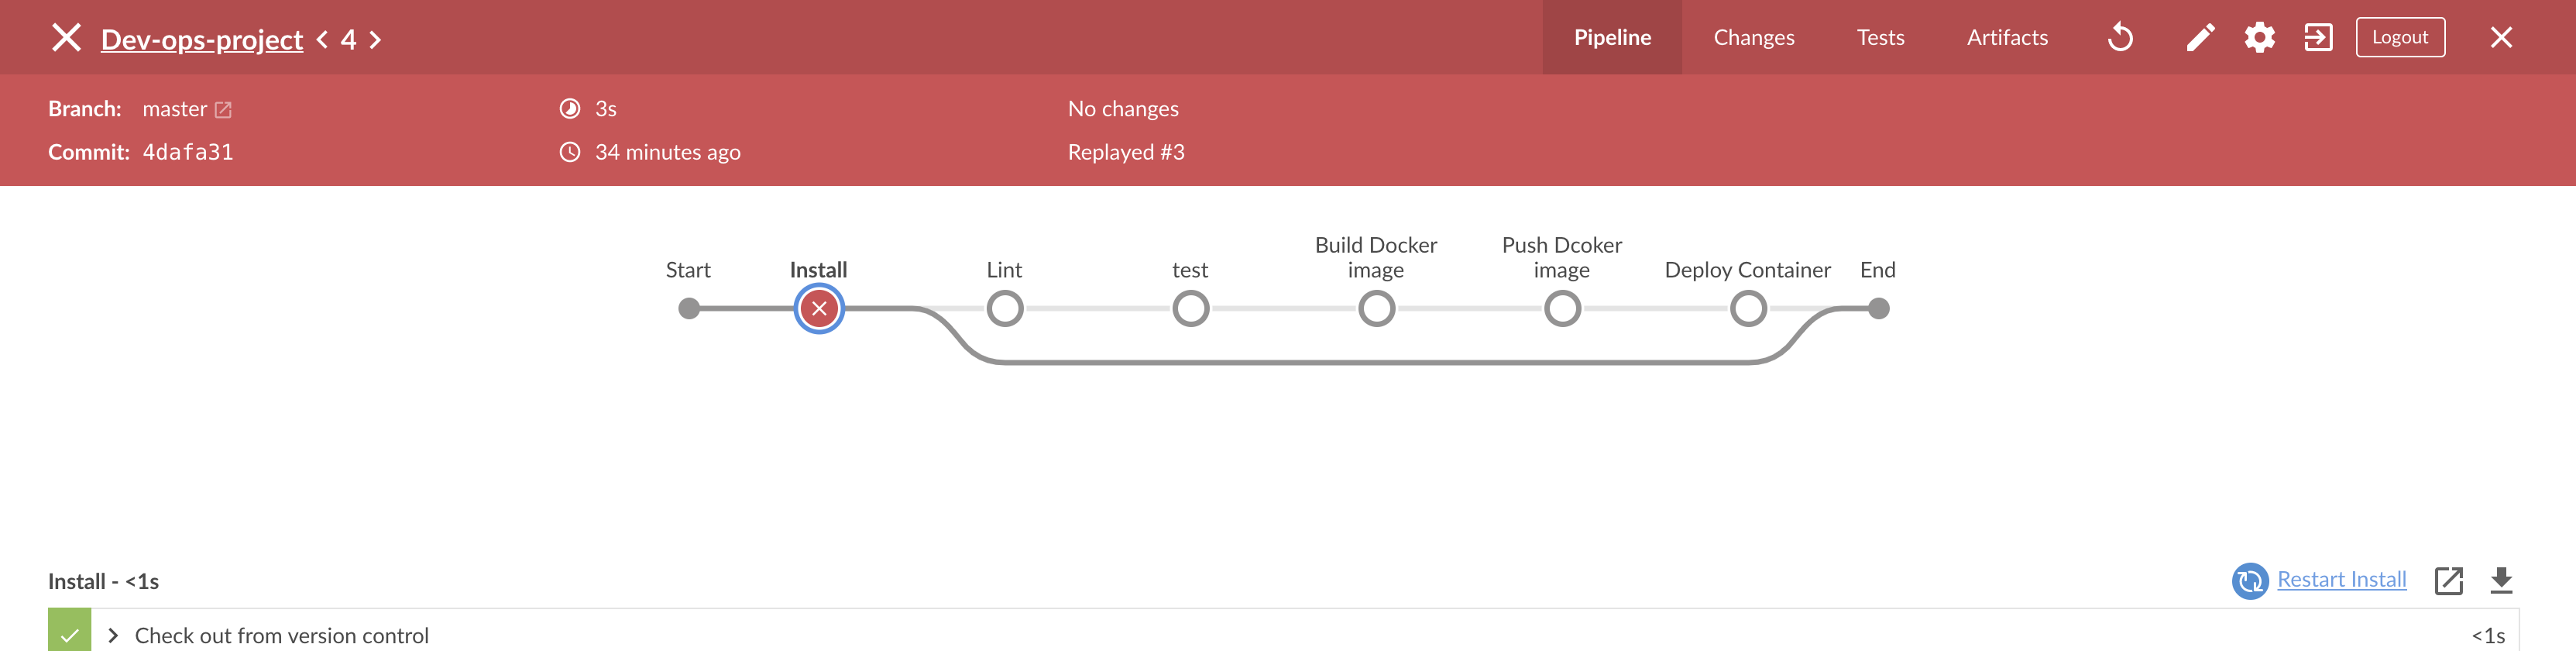 Dev-ops-project < 4 >
Pipeline
Changes
Tests
Artifacts
Logout
Branch: master
3s
No changes
Commit: 4dafa31
34 minutes ago
Replayed #3
Start
Install
Lint
test
Build Docker
image
Push Dcoker
image
Deploy Container
End
Install - <1s
Restart Install
Check out from version control
<1s